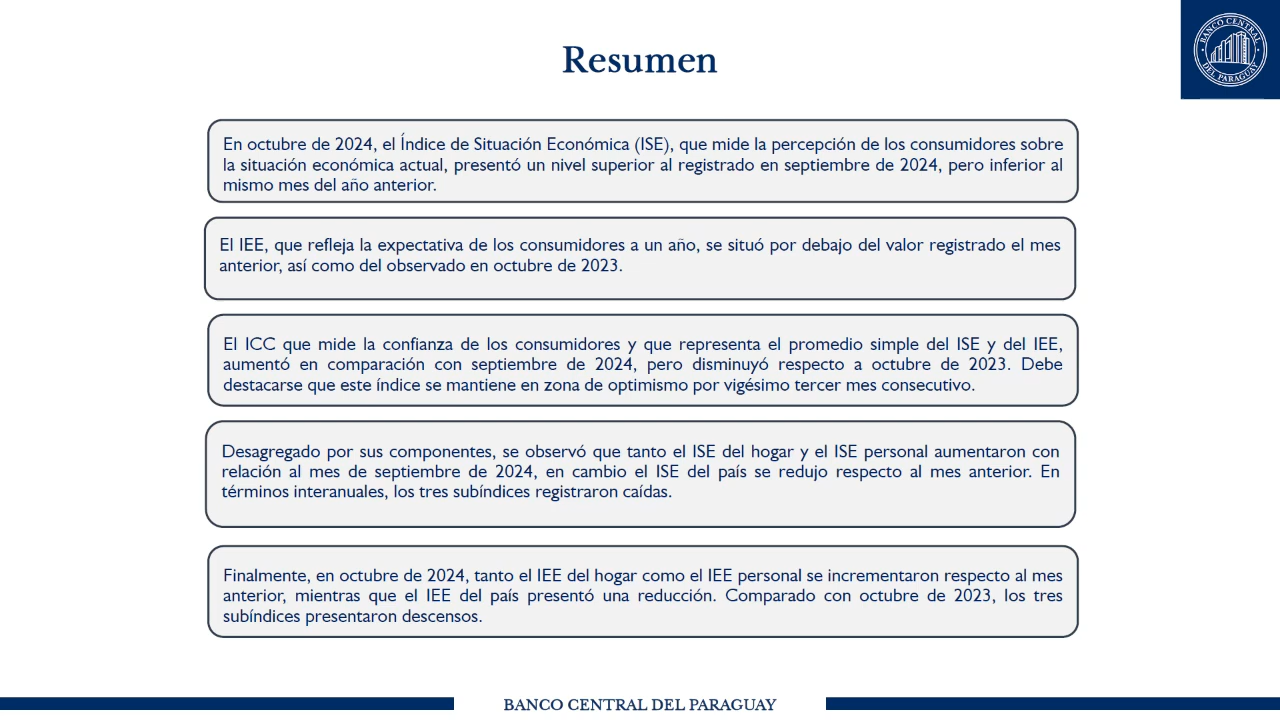 BANCO CENTRAL
DEL PARAGUAY
Resumen
En octubre de 2024, el Índice de Situación Económica (ISE), que mide la percepción de los consumidores sobre
la situación económica actual, presentó un nivel superior al registrado en septiembre de 2024, pero inferior al
mismo mes del año anterior.
El IEE, que refleja la expectativa de los consumidores a un año, se situó por debajo del valor registrado el mes
anterior, así como del observado en octubre de 2023.
El ICC que mide la confianza de los consumidores y que representa el promedio simple del ISE y del IEE,
aumentó en comparación con septiembre de 2024, pero disminuyó respecto a octubre de 2023. Debe
destacarse que este índice se mantiene en zona de optimismo por vigésimo tercer mes consecutivo.
Desagregado por sus componentes, se observó que tanto el ISE del hogar y el ISE personal aumentaron con
relación al mes de septiembre de 2024, en cambio el ISE del país se redujo respecto al mes anterior. En
términos interanuales, los tres subíndices registraron caídas.
Finalmente, en octubre de 2024, tanto el IEE del hogar como el IEE personal se incrementaron respecto al mes
anterior, mientras que el IEE del país presentó una reducción. Comparado con octubre de 2023, los tres
subíndices presentaron descensos.
BANCO CENTRAL DEL PARAGUAY